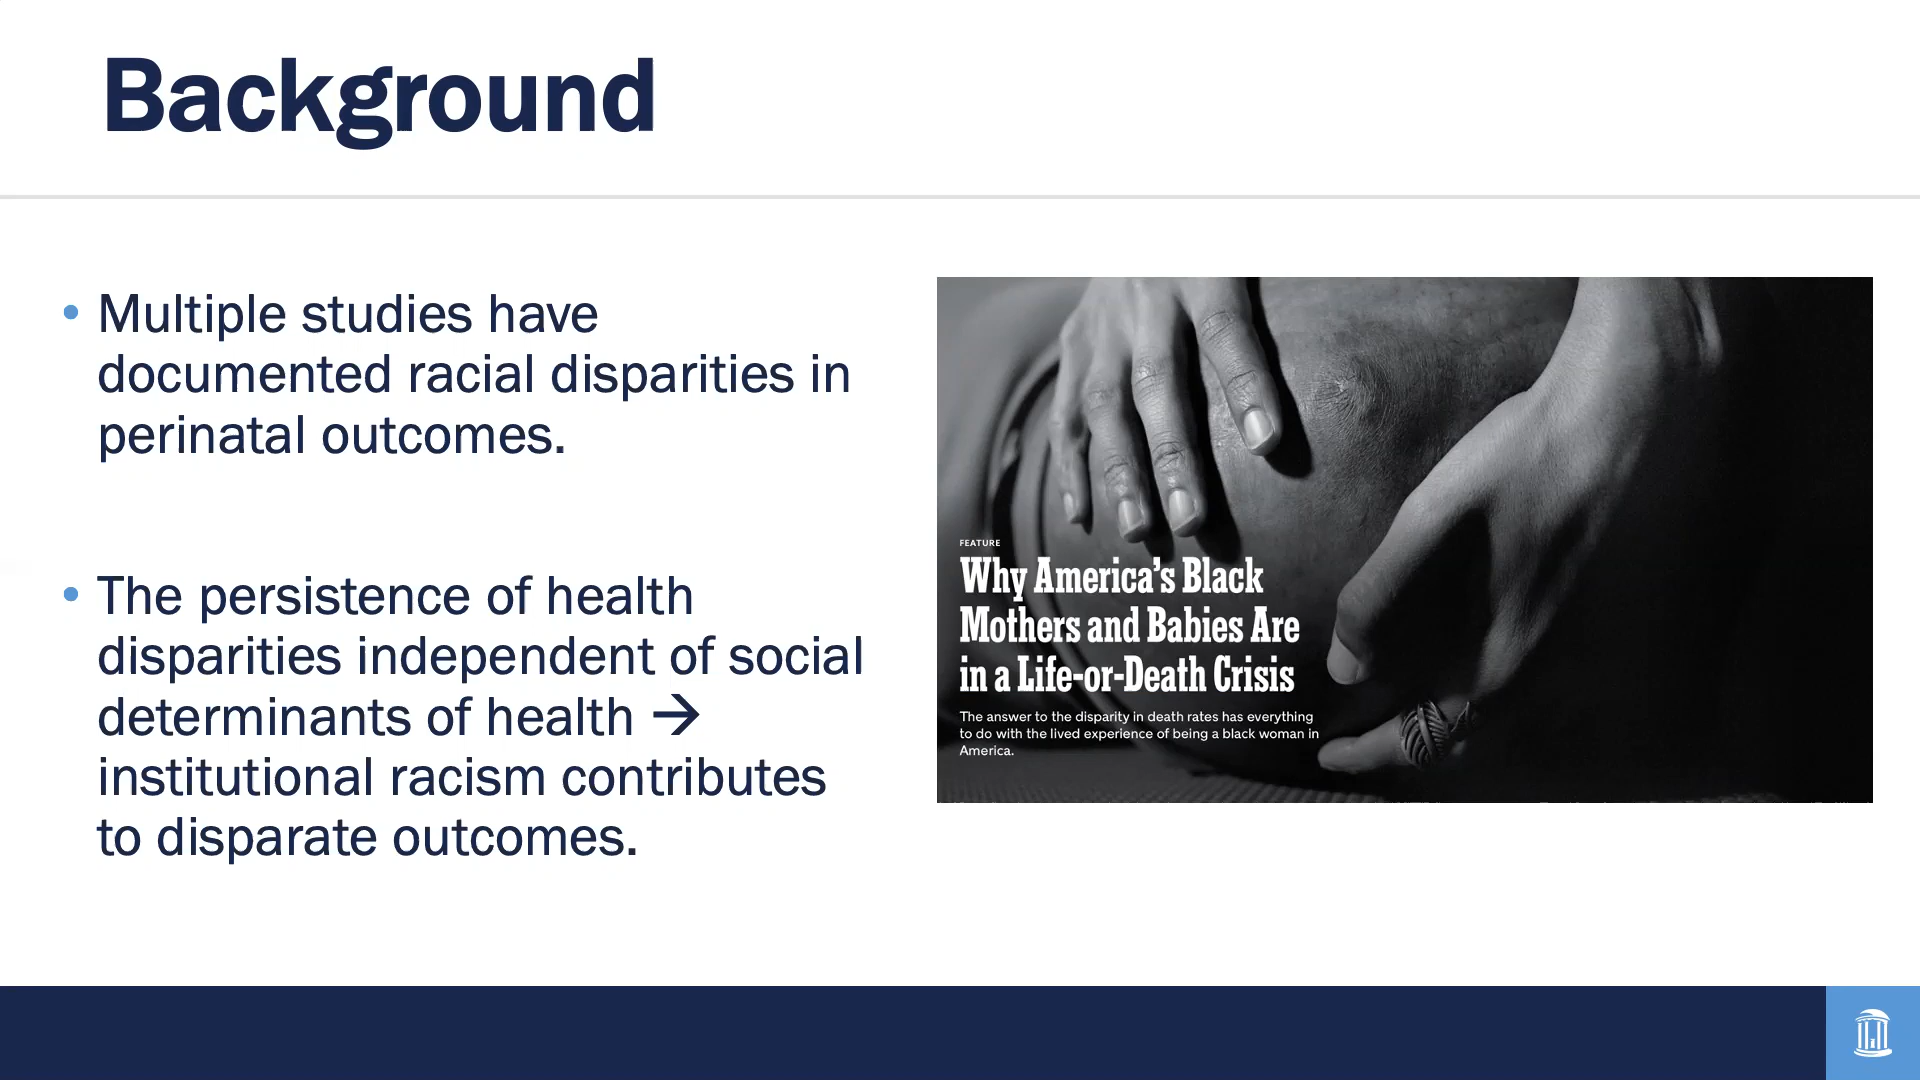 Background
• Multiple studies have
documented racial disparities in
perinatal outcomes.
• The persistence of health
disparities independent of social
determinants of health →
institutional racism contributes
to disparate outcomes.
FEATURE
Why America’s Black
Mothers and Babies Are
in a Life-or-Death Crisis
The answer to the disparity in death rates has everything
to do with the lived experience of being a black woman in
America.